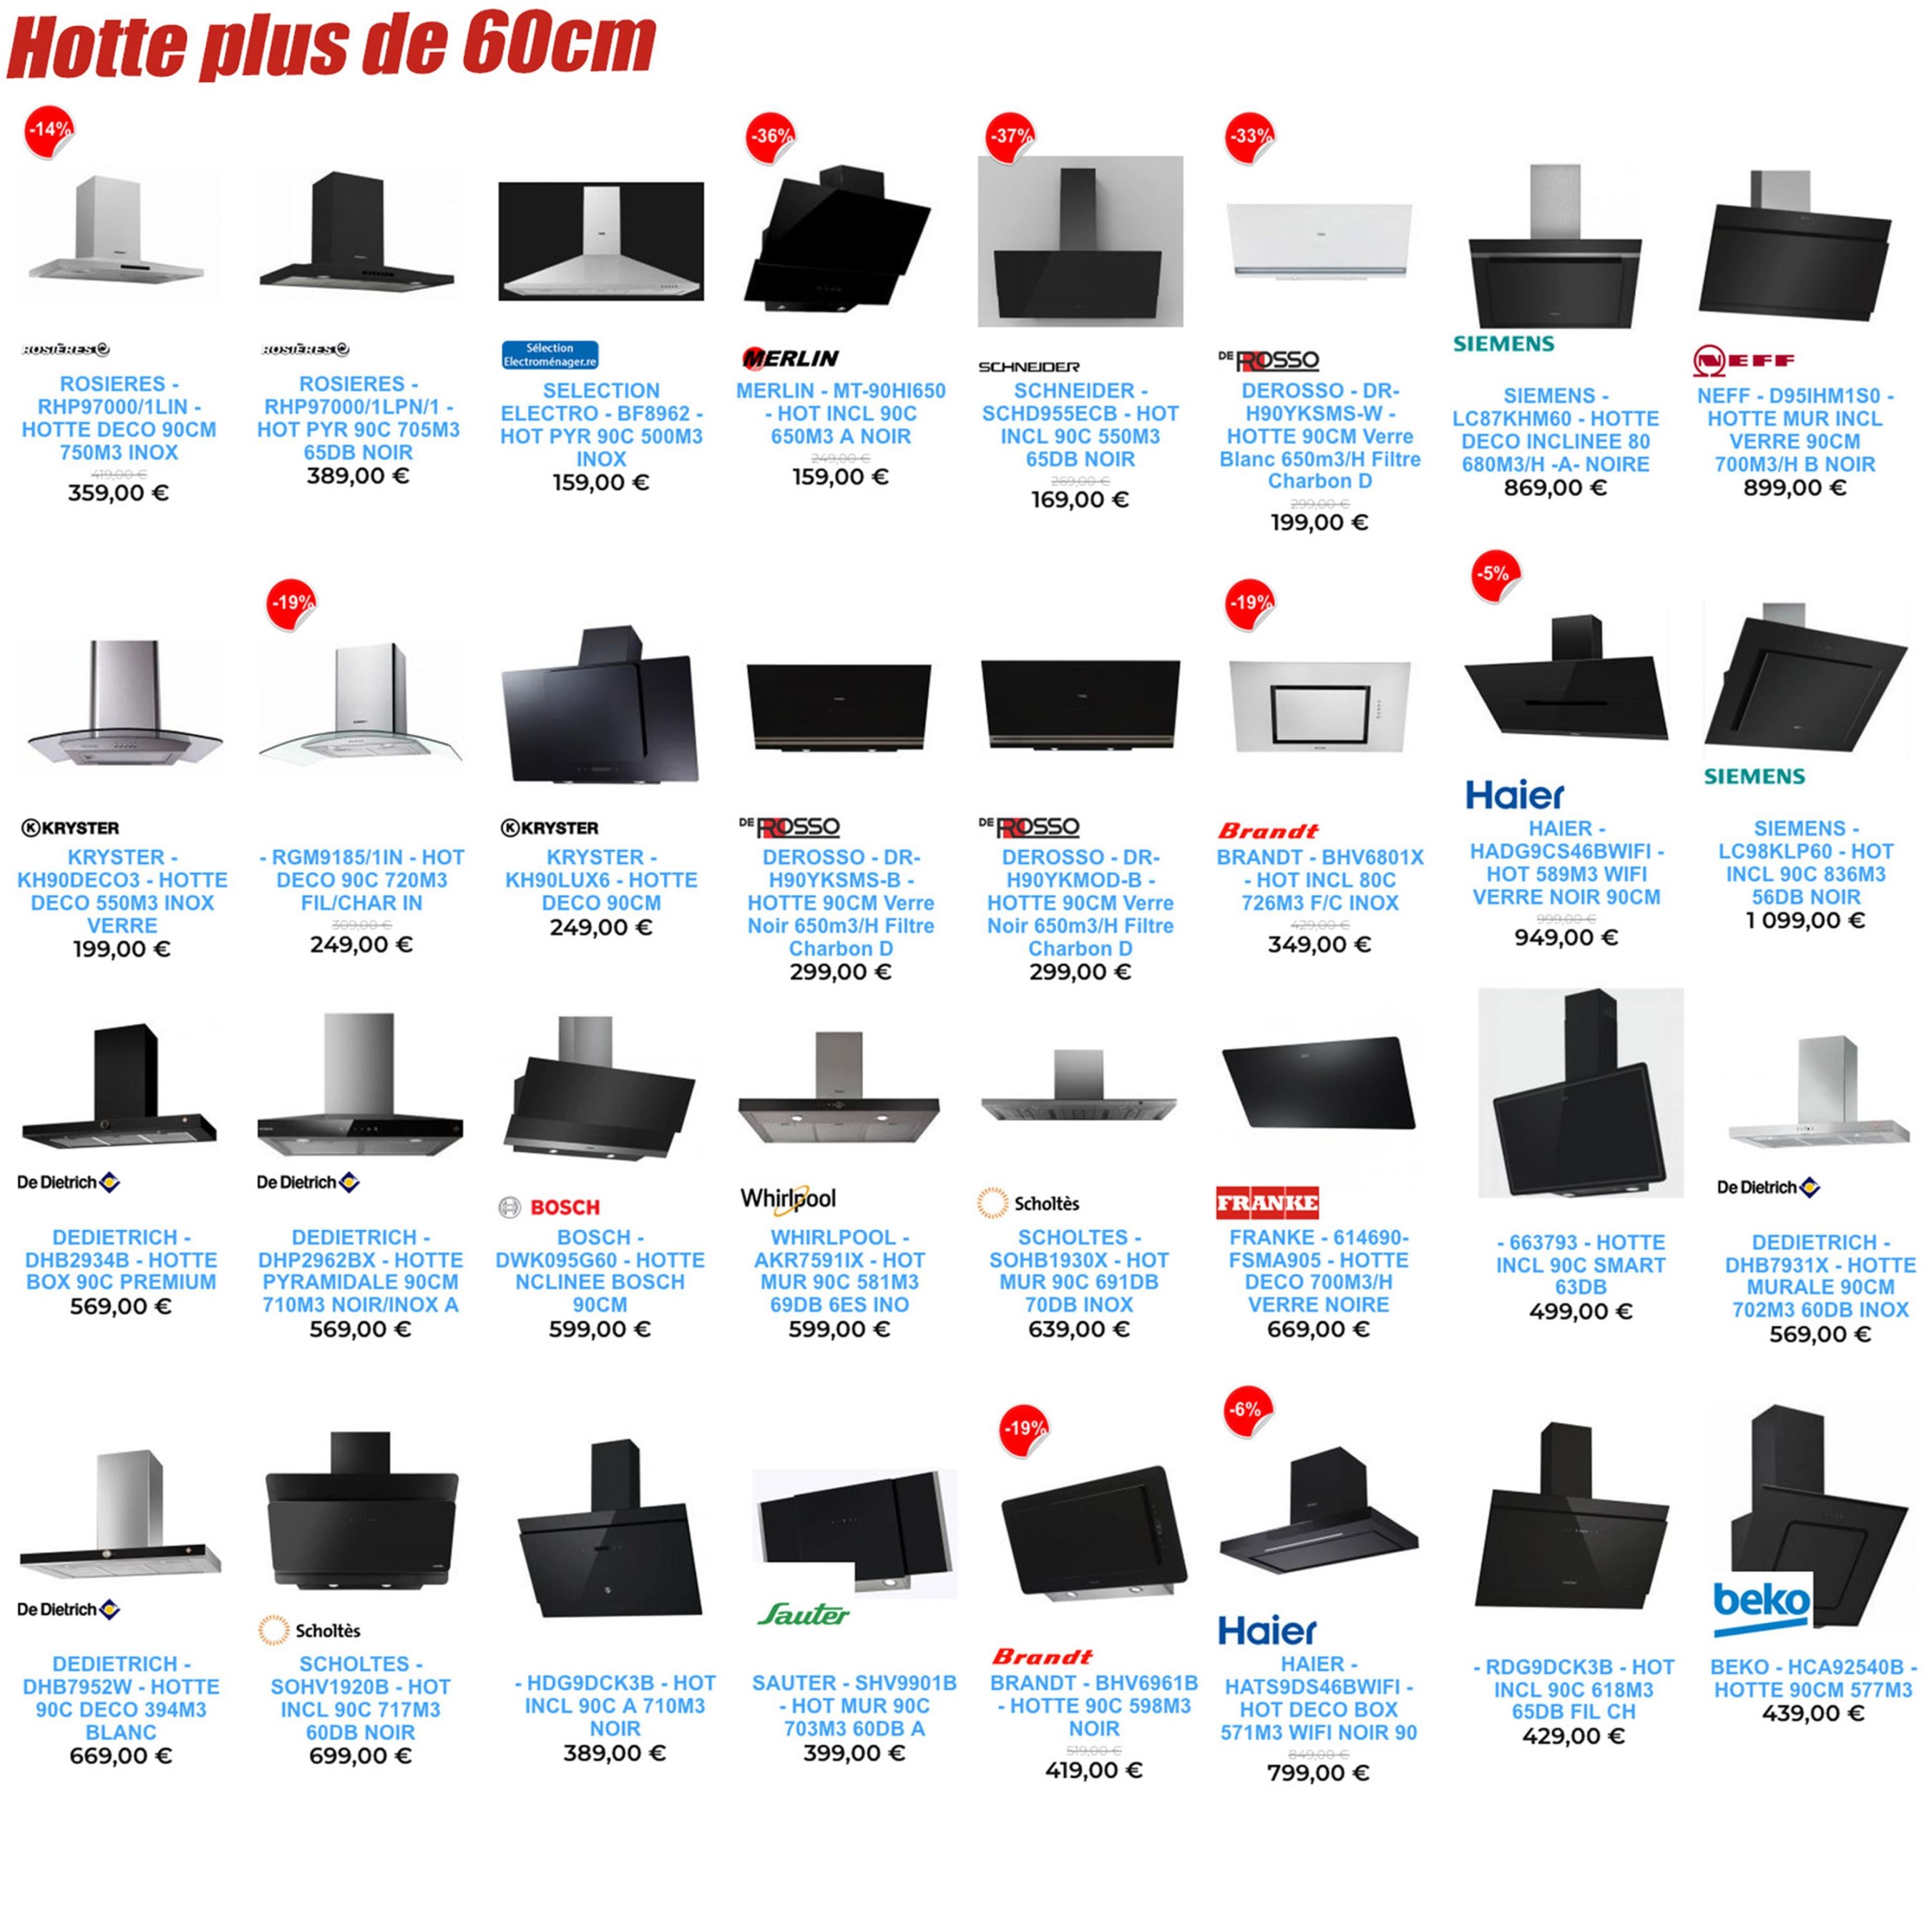 Hotte plus de 60cm
-14%
ROSIÈRES
ROSIERES -
RHP97000/1LIN -
HOTTE DECO 90CM
750M3 INOX
419,00 €
359,00 €
ROSIÈRES
ROSIERES -
RHP97000/1LPN/1 -
HOT PYR 90C 705M3
65DB NOIR
389,00 €
Sélection
Electroménager.re
SELECTION
ELECTRO - BF8962 -
HOT PYR 90C 500M3
INOX
159,00 €
-36%
MERLIN
MERLIN - MT-90HI650
- HOT INCL 90C
650M3 A NOIR
249,00 €
159,00 €
-37%
SCHNEIDER
SCHNEIDER -
SCHD955ECB - HOT
INCL 90C 550M3
65DB NOIR
269,00 €
169,00 €
-33%
DE ROSSO
DEROSSO - DR-
H90YKSMS-W -
HOTTE 90CM Verre
Blanc 650m3/H Filtre
Charbon D
299,00 €
199,00 €
SIEMENS
SIEMENS -
LC87KHM60 - HOTTE
DECO INCLINEE 80
680M3/H -A- NOIRE
869,00 €
NEFF
NEFF - D95IHM1S0 -
HOTTE MUR INCL
VERRE 90CM
700M3/H B NOIR
899,00 €
KRYSTER
KRYSTER -
KH90DECO3 - HOTTE
DECO 550M3 INOX
VERRE
199,00 €
-19%
- RGM9185/1IN - HOT
DECO 90C 720M3
FIL/CHAR IN
309,00 €
249,00 €
KRYSTER
KRYSTER -
KH90LUX6 - HOTTE
DECO 90CM
249,00 €
DE ROSSO
DEROSSO - DR-
H90YKSMS-B -
HOTTE 90CM Verre
Noir 650m3/H Filtre
Charbon D
299,00 €
DE ROSSO
DEROSSO - DR-
H90YKMOD-B -
HOTTE 90CM Verre
Noir 650m3/H Filtre
Charbon D
299,00 €
-19%
Brandt
BRANDT - BHV6801X
- HOT INCL 80C
726M3 F/C INOX
429,00 €
349,00 €
-5%
Haier
HAIER -
HADG9CS46BWIFI -
HOT 589M3 WIFI
VERRE NOIR 90CM
999,00 €
949,00 €
SIEMENS
SIEMENS -
LC98KLP60 - HOT
INCL 90C 836M3
56DB NOIR
1 099,00 €
De Dietrich
DEDIETRICH -
DHB2934B - HOTTE
BOX 90C PREMIUM
569,00 €
De Dietrich
DEDIETRICH -
DHP2962BX - HOTTE
PYRAMIDALE 90CM
710M3 NOIR/INOX A
569,00 €
BOSCH
BOSCH -
DWK095G60 - HOTTE
NCLINEE BOSCH
90CM
599,00 €
Whirlpool
WHIRLPOOL -
AKR7591IX - HOT
MUR 90C 581M3
69DB 6ES INO
599,00 €
Scholtès
SCHOLTES -
SOHB1930X - HOT
MUR 90C 691DB
70DB INOX
639,00 €
FRANKE
FRANKE - 614690-
FSMA905 - HOTTE
DECO 700M3/H
VERRE NOIRE
669,00 €
- 663793 - HOTTE
INCL 90C SMART
63DB
499,00 €
De Dietrich
DEDIETRICH -
DHB7931X - HOTTE
MURALE 90CM
702M3 60DB INOX
569,00 €
De Dietrich
DEDIETRICH -
DHB7952W - HOTTE
90C DECO 394M3
BLANC
669,00 €
Scholtès
SCHOLTES -
SOHV1920B - HOT
INCL 90C 717M3
60DB NOIR
699,00 €
- HDG9DCK3B - HOT
INCL 90C A 710M3
NOIR
389,00 €
Sauter
SAUTER - SHV9901B
- HOT MUR 90C
703M3 60DB A
399,00 €
-19%
Brandt
BRANDT - BHV6961B
- HOTTE 90C 598M3
NOIR
519,00 €
419,00 €
-6%
Haier
HAIER -
HATS9DS46BWIFI -
HOT DECO BOX
571M3 WIFI NOIR 90
849,00 €
799,00 €
- RDG9DCK3B - HOT
INCL 90C 618M3
65DB FIL CH
429,00 €
beko
BEKO - HCA92540B -
HOTTE 90CM 577M3
439,00 €